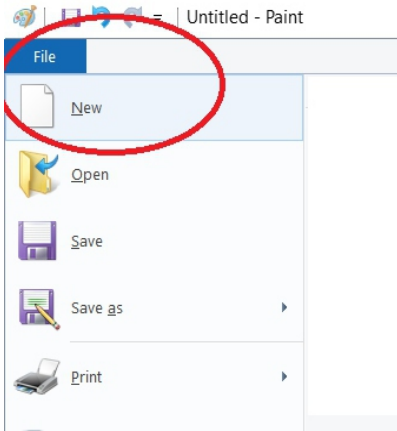 Untitled - Paint
File
New
Open
Save
Save as
Print